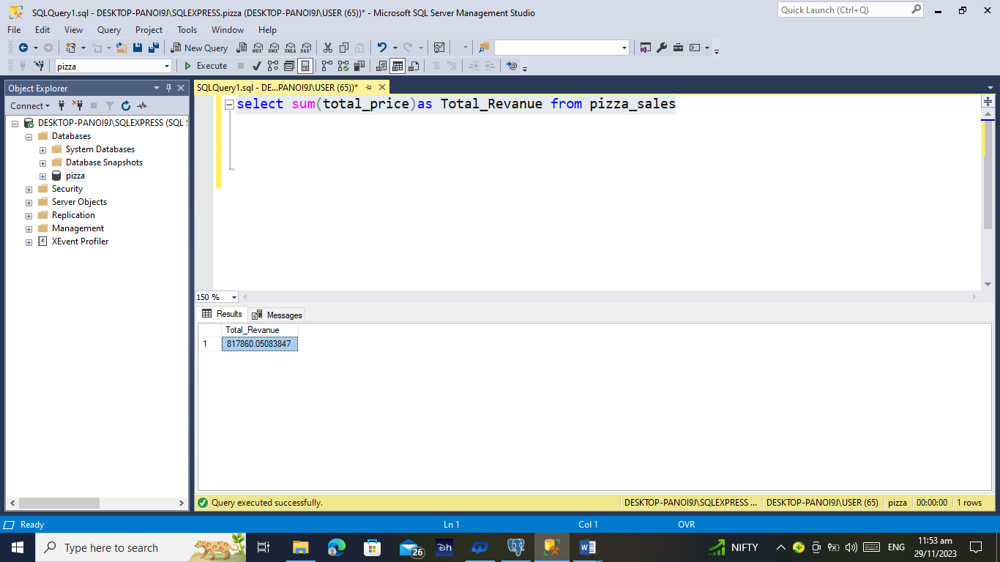 SQLQuery1.sql - DESKTOP-PANOI9J\SQLEXPRESS.pizza (DESKTOP-PANOI9J\USER (65))* - Microsoft SQL Server Management Studio
Quick Launch (Ctrl+Q)
File Edit View Query Project Tools Window Help
New Query MDX DMX XMLA DAX
pizza Execute
Object Explorer
SQLQuery1.sql - DE...PANOI9J\USER (65))*
Connect
select sum(total_price)as Total_Revanue from pizza_sales
DESKTOP-PANOI9J\SQLEXPRESS (SQL S
Databases
System Databases
Database Snapshots
pizza
Security
Server Objects
Replication
Management
XEvent Profiler
150 %
Results Messages
Total_Revanue
1 817860.05083847
Query executed successfully. DESKTOP-PANOI9J\SQLEXPRESS ... DESKTOP-PANOI9J\USER (65) pizza 00:00:00 1 rows
Ready Ln 1 Col 1 OVR
Type here to search 26 NIFTY ENG 11:53 am
29/11/2023